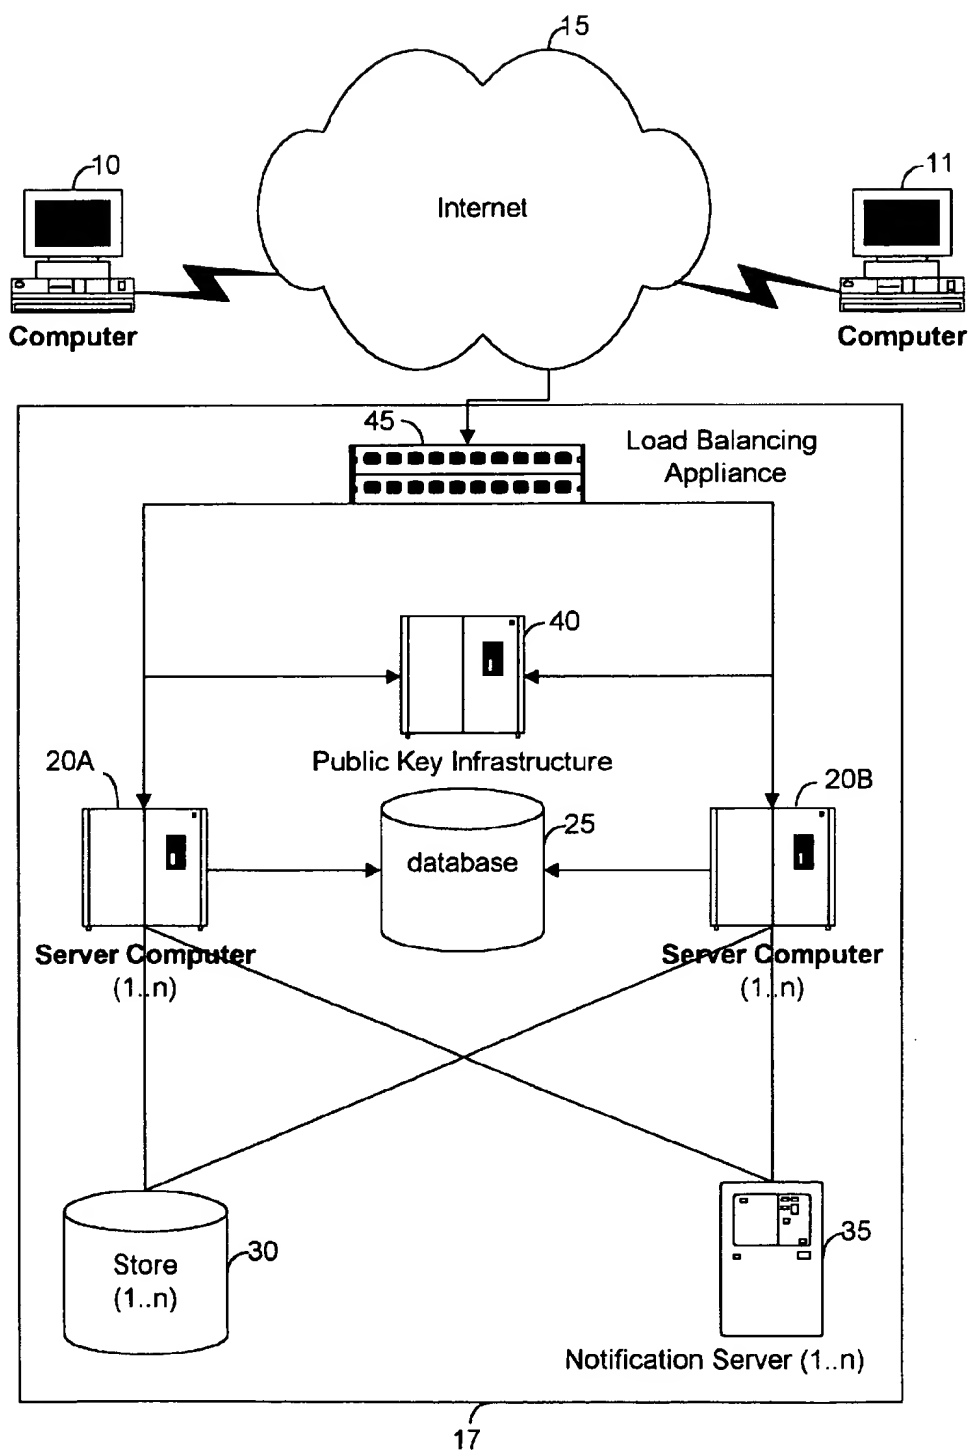 15
10
11
Internet
Computer
Computer
45
Load Balancing
Appliance
40
Public Key Infrastructure
20A
20B
25
database
Server Computer
(1..n)
Server Computer
(1..n)
Store
(1..n)
30
35
Notification Server (1..n)
17